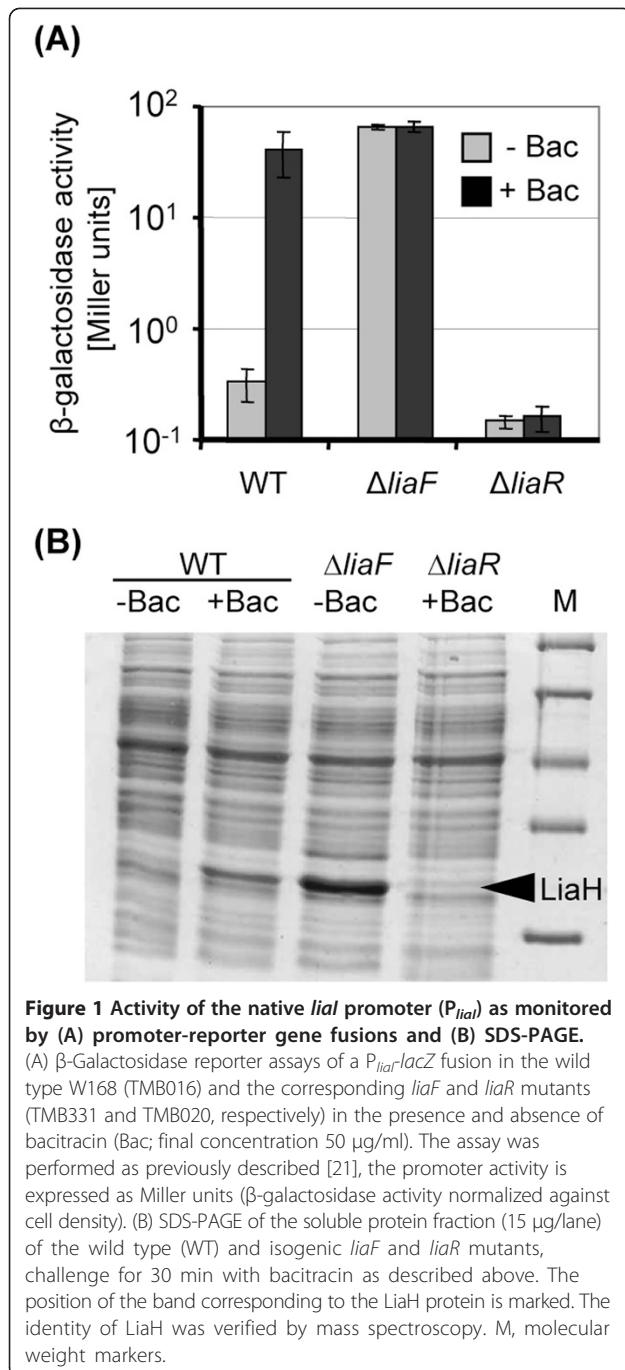 (A)
β-galactosidase activity
[Miller units]
10²
10¹
10⁰
10⁻¹
- Bac
+ Bac
WT
ΔliaF
ΔliaR
(B)
WT
ΔliaF
ΔliaR
-Bac
+Bac
-Bac
+Bac
M
LiaH
Figure 1 Activity of the native liaI promoter (P_liaI) as monitored
by (A) promoter-reporter gene fusions and (B) SDS-PAGE.
(A) β-Galactosidase reporter assays of a P_liaI-lacZ fusion in the wild
type W168 (TMB016) and the corresponding liaF and liaR mutants
(TMB331 and TMB020, respectively) in the presence and absence of
bacitracin (Bac; final concentration 50 μg/ml). The assay was
performed as previously described [21], the promoter activity is
expressed as Miller units (β-galactosidase activity normalized against
cell density). (B) SDS-PAGE of the soluble protein fraction (15 μg/lane)
of the wild type (WT) and isogenic liaF and liaR mutants,
challenge for 30 min with bacitracin as described above. The
position of the band corresponding to the LiaH protein is marked. The
identity of LiaH was verified by mass spectroscopy. M, molecular
weight markers.